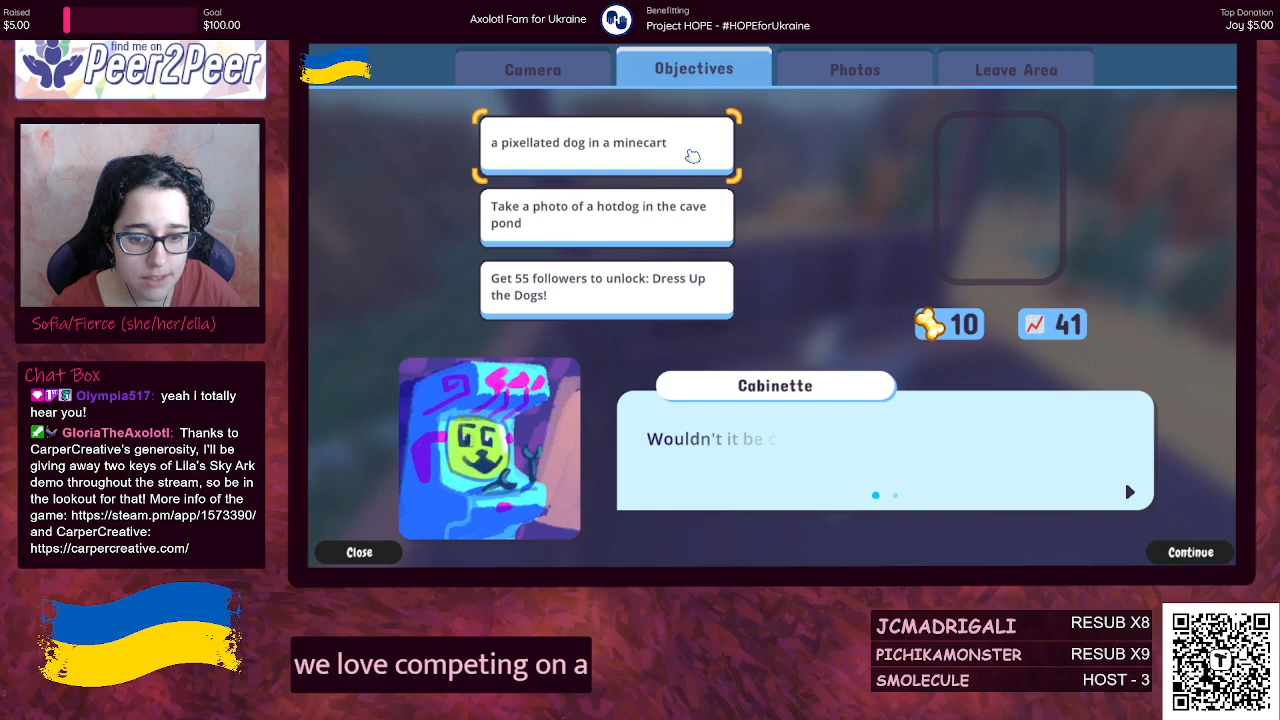 Raised
$5.00
Goal
$100.00
Axolotl Fam for Ukraine
Benefitting
Project HOPE - #HOPEforUkraine
Top Donation
Joy $5.00
find me on
Peer2Peer
Sofia/Fierce (she/her/ella)
Chat Box
Olympia517: yeah I totally
hear you!
GloriaTheAxolotl: Thanks to
CarperCreative's generosity, I'll be
giving away two keys of Lila's Sky Ark
demo throughout the stream, so be in
the lookout for that! More info of the
game: https://steam.pm/app/1573390/
and CarperCreative:
https://carpercreative.com/
Camera
Objectives
Photos
Leave Area
a pixellated dog in a minecart
Take a photo of a hotdog in the cave
pond
Get 55 followers to unlock: Dress Up
the Dogs!
10
41
Cabinette
Wouldn't it be c
Close
Continue
we love competing on a
JCMADRIGALI RESUB X8
PICHIKAMONSTER RESUB X9
SMOLECULE HOST - 3